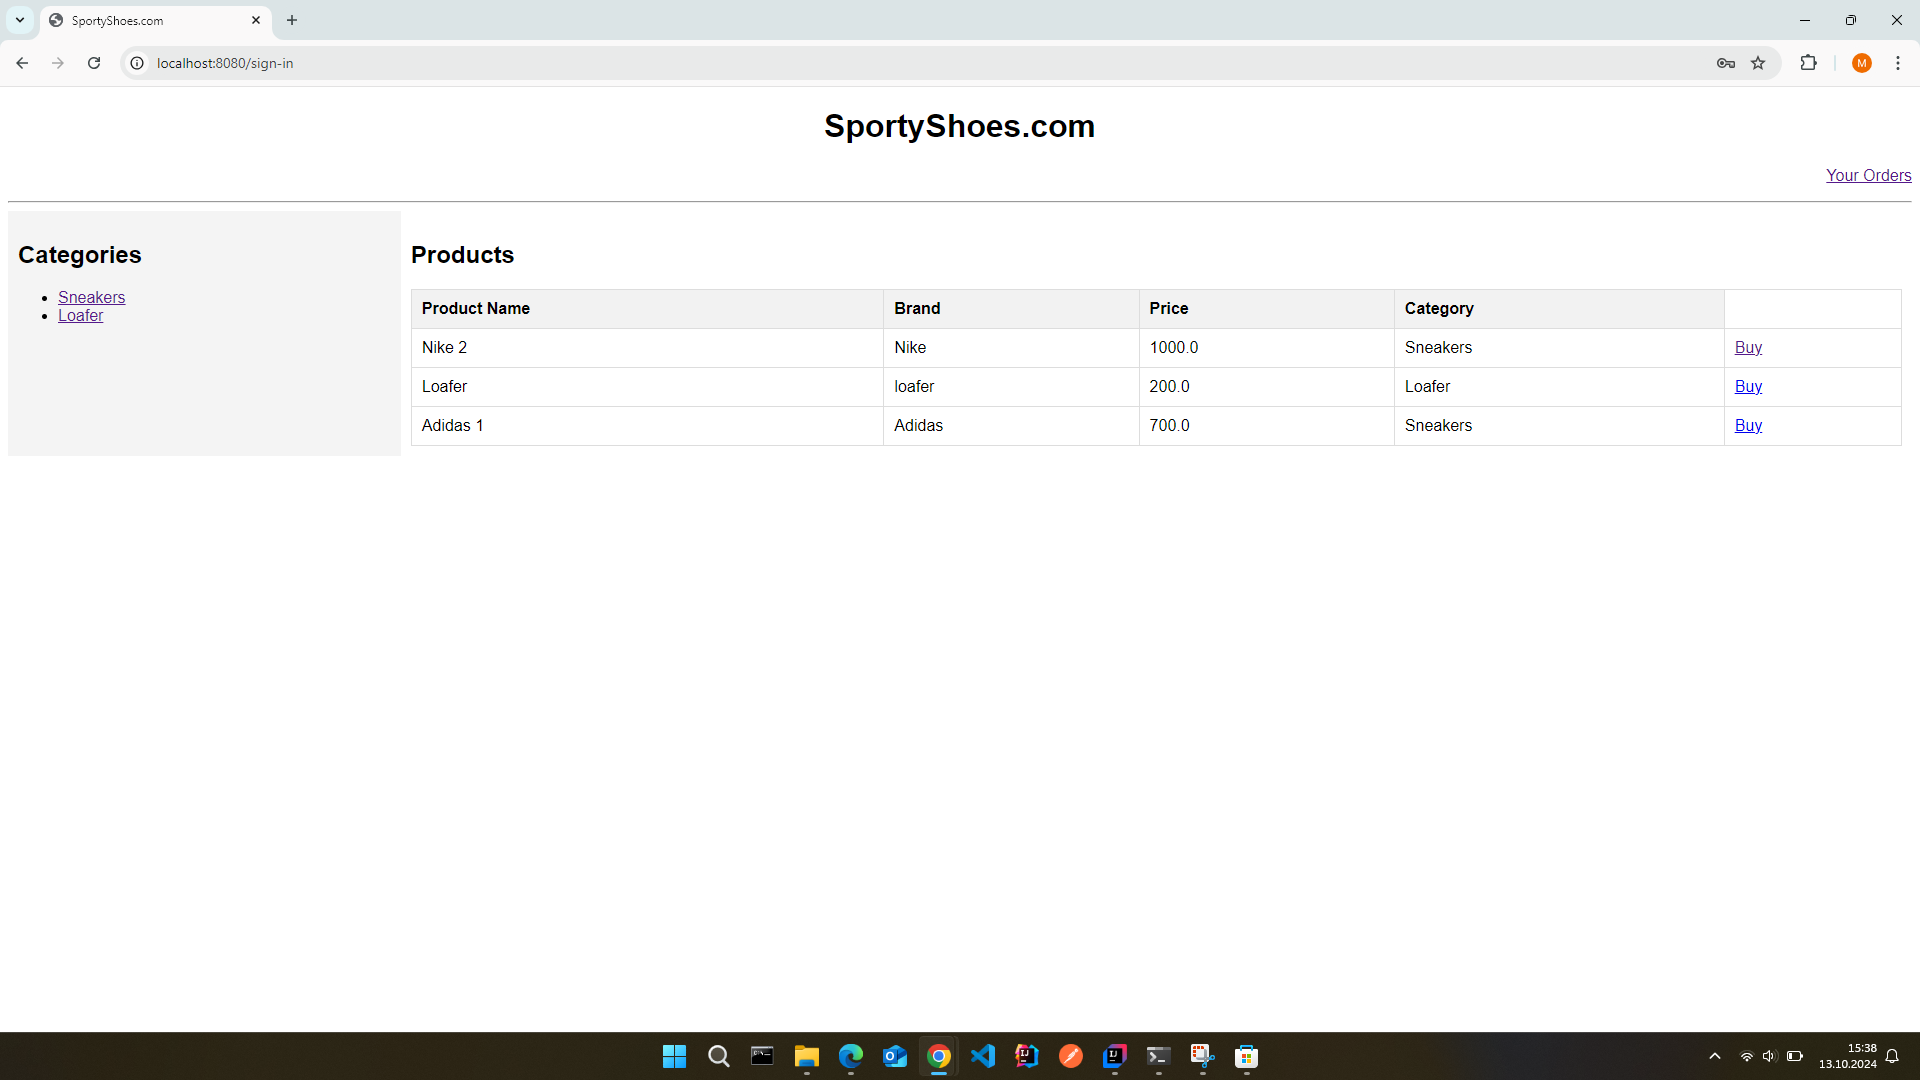 SportyShoes.com
localhost:8080/sign-in
M
SportyShoes.com
Your Orders
Categories
Sneakers
Loafer
Products
Product Name Brand Price Category
Nike 2 Nike 1000.0 Sneakers Buy
Loafer loafer 200.0 Loafer Buy
Adidas 1 Adidas 700.0 Sneakers Buy
15:38
13.10.2024